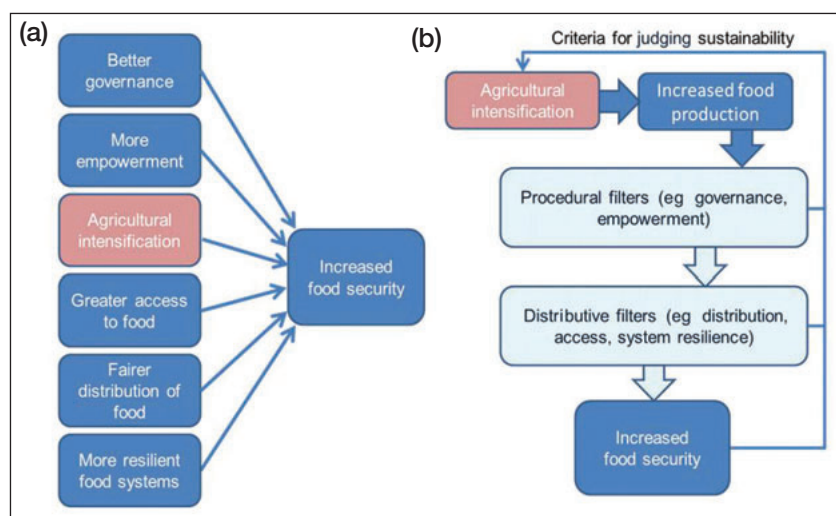 (a)
Better
governance
More
empowerment
Agricultural
intensification
Greater access
to food
Fairer
distribution of
food
More resilient
food systems
Increased
food security
(b)
Criteria for judging sustainability
Agricultural
intensification
Increased food
production
Procedural filters (eg governance,
empowerment)
Distributive filters (eg distribution,
access, system resilience)
Increased
food security